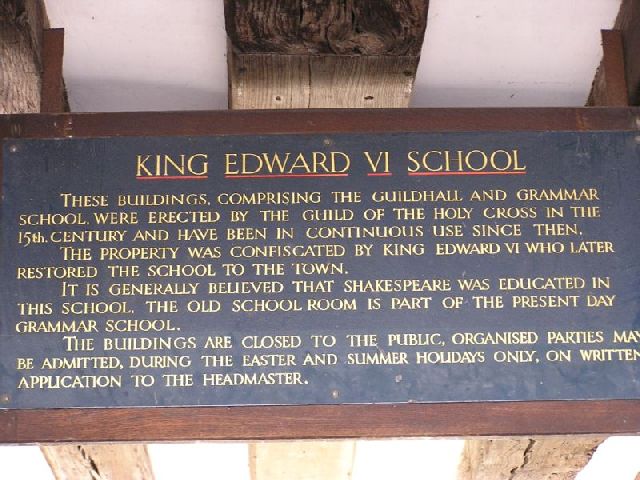 KING EDWARD VI SCHOOL
THESE BUILDINGS, COMPRISING THE GUILDHALL AND GRAMMAR
SCHOOL, WERE ERECTED BY THE GUILD OF THE HOLY CROSS IN THE
15th. CENTURY AND HAVE BEEN IN CONTINUOUS USE SINCE THEN.
THE PROPERTY WAS CONFISCATED BY KING EDWARD VI WHO LATER
RESTORED THE SCHOOL TO THE TOWN.
IT IS GENERALLY BELIEVED THAT SHAKESPEARE WAS EDUCATED IN
THIS SCHOOL. THE OLD SCHOOL ROOM IS PART OF THE PRESENT DAY
GRAMMAR SCHOOL.
THE BUILDINGS ARE CLOSED TO THE PUBLIC, ORGANISED PARTIES MAY
BE ADMITTED, DURING THE EASTER AND SUMMER HOLIDAYS ONLY, ON WRITTEN
APPLICATION TO THE HEADMASTER.